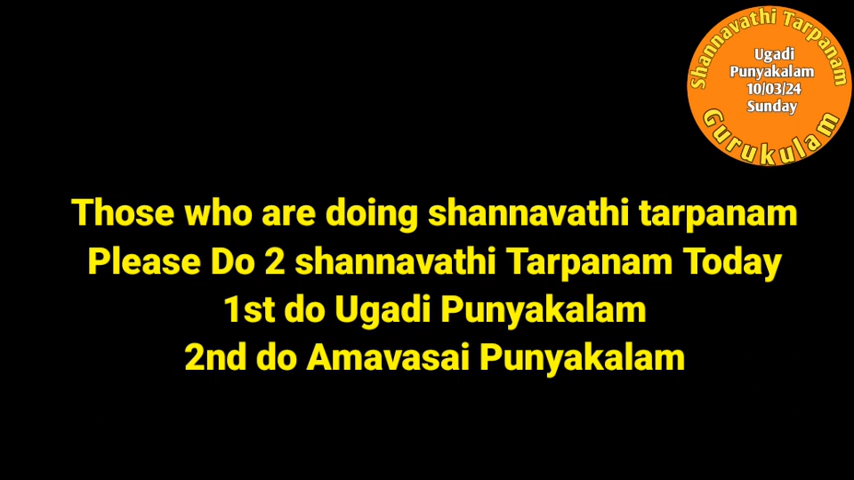 Shannavathi Tarpanam
Ugadi
Punyakalam
10/03/24
Sunday
Gurukulam
Those who are doing shannavathi tarpanam
Please Do 2 shannavathi Tarpanam Today
1st do Ugadi Punyakalam
2nd do Amavasai Punyakalam